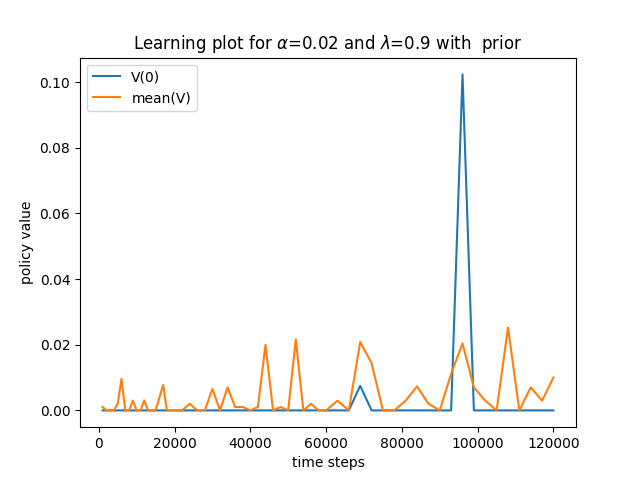 Learning plot for α=0.02 and λ=0.9 with  prior
V(0)
mean(V)
policy value
0.10
0.08
0.06
0.04
0.02
0.00
0 20000 40000 60000 80000 100000 120000
time steps